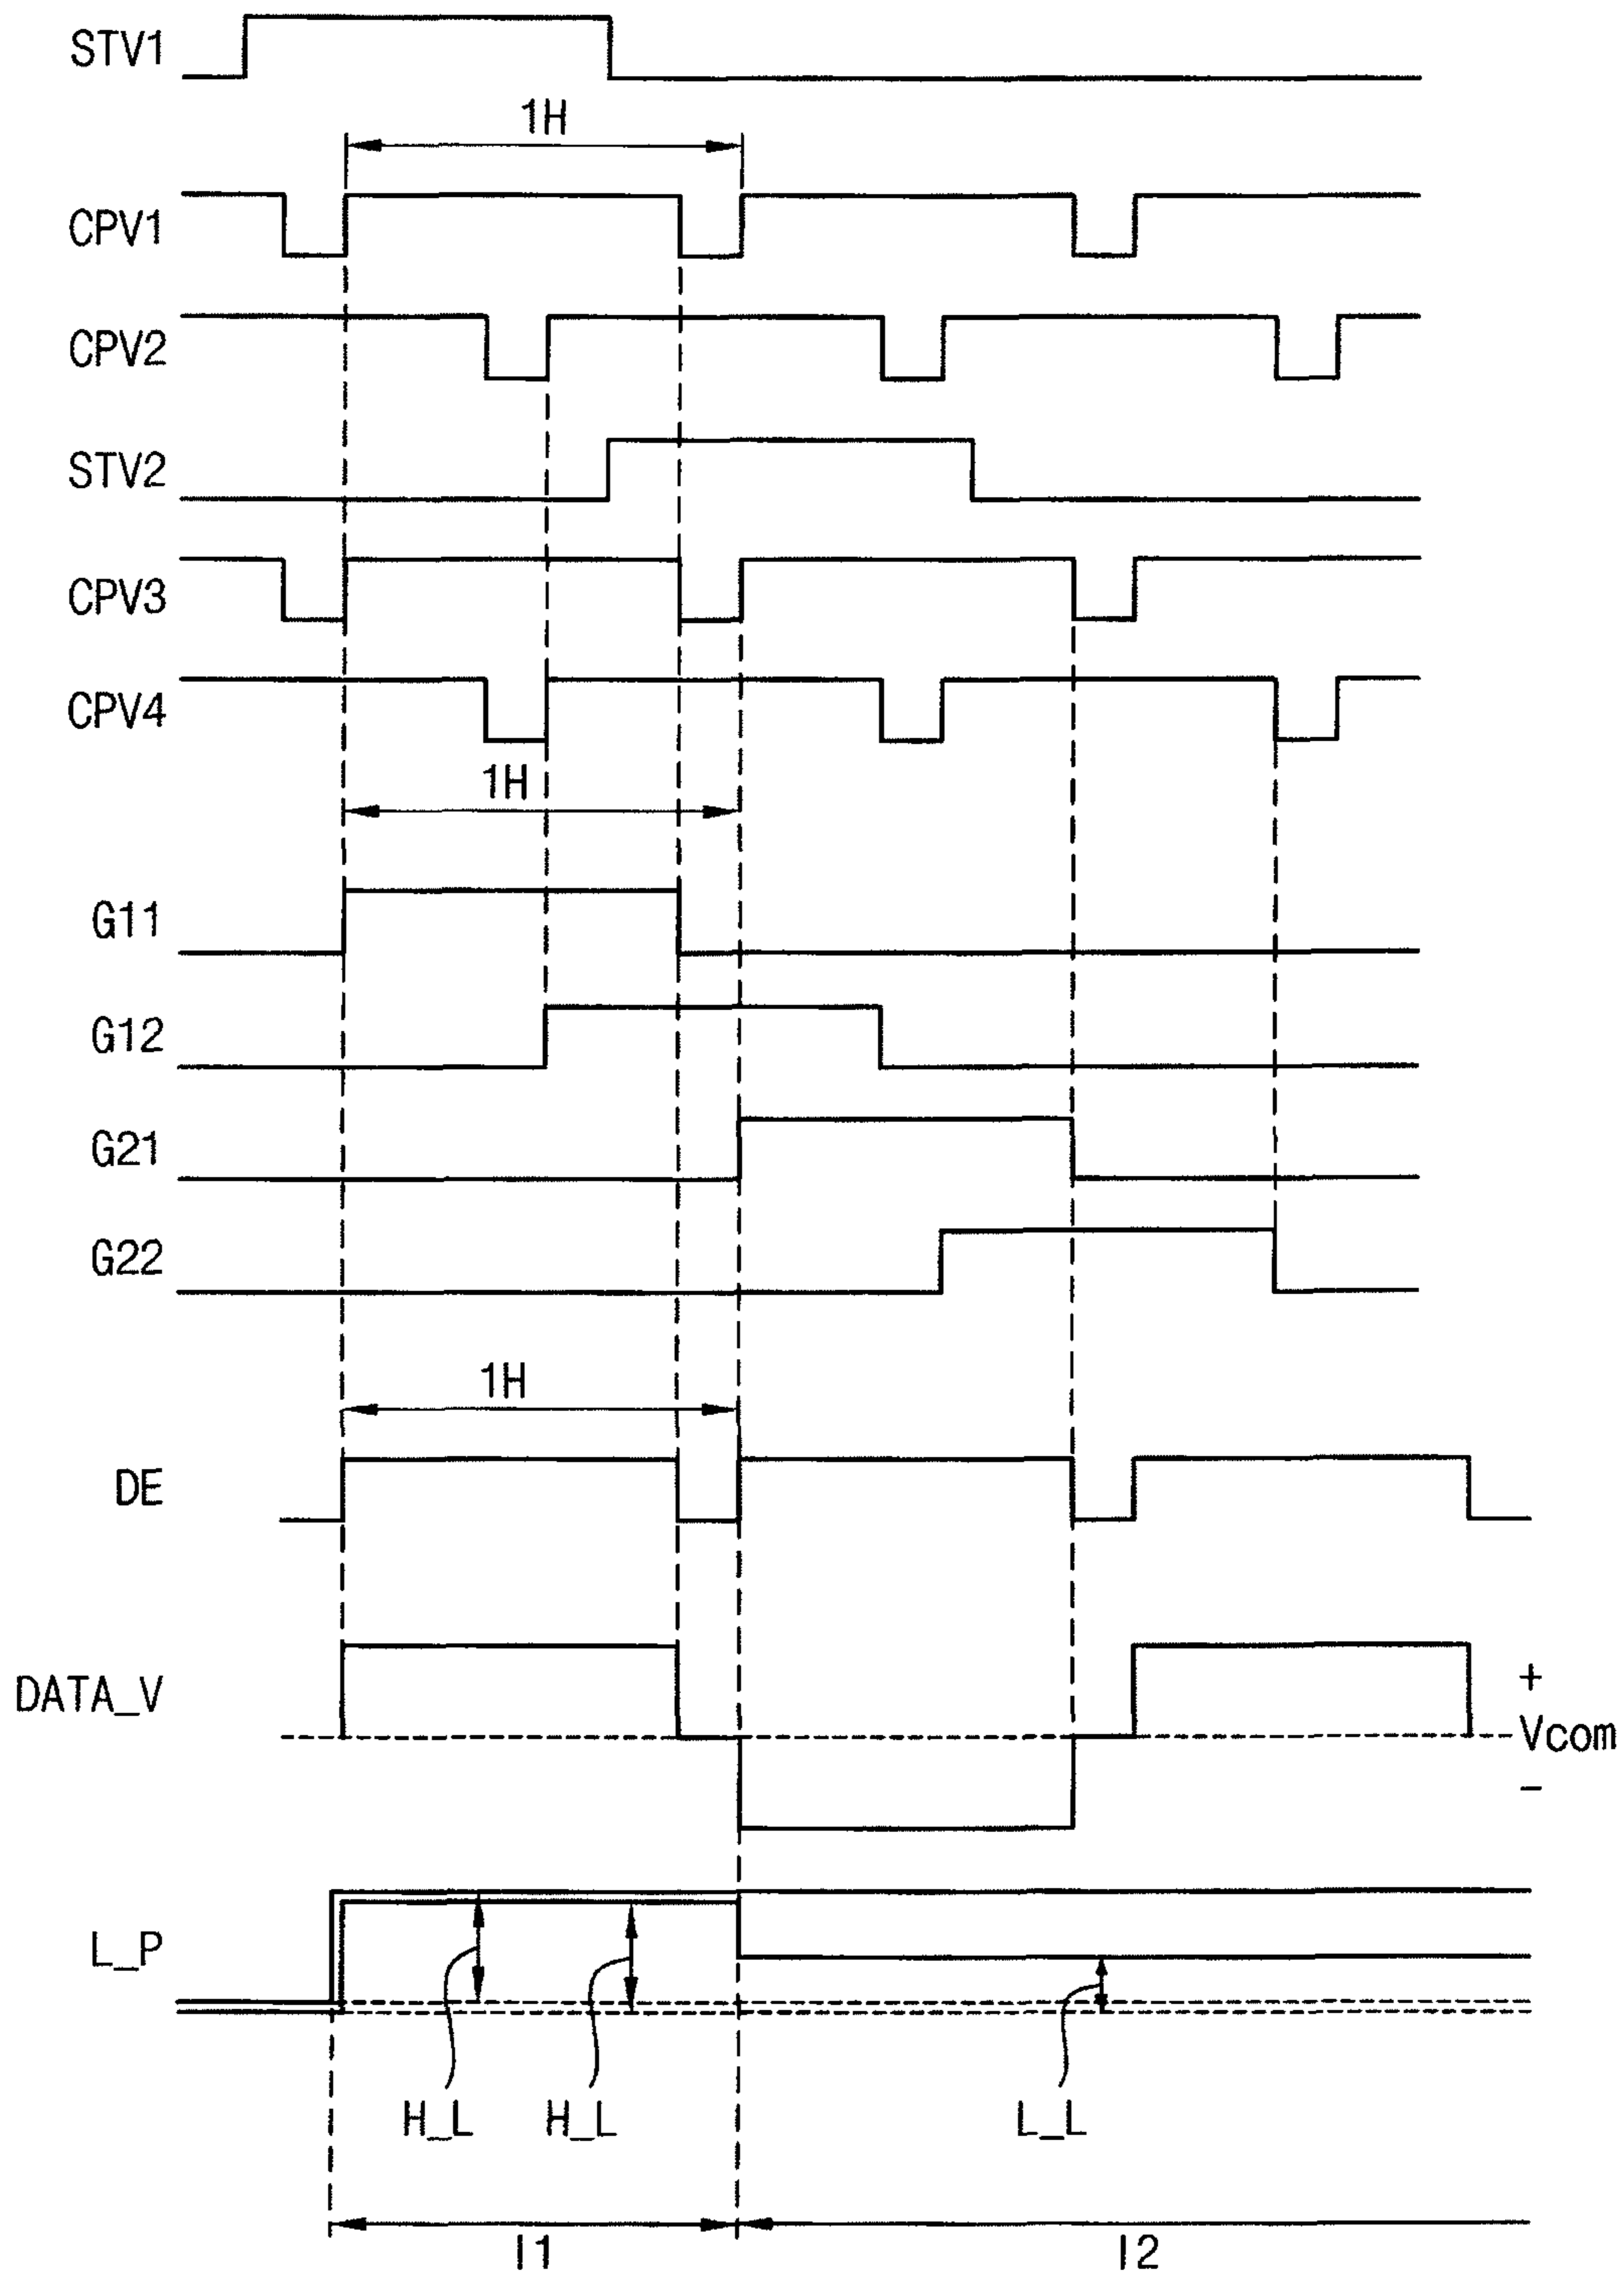 STV1
1H
CPV1
CPV2
STV2
CPV3
CPV4
1H
G11
G12
G21
G22
1H
DE
DATA_V
+
Vcom
-
L_P
H_L H_L L_L
I1 I2